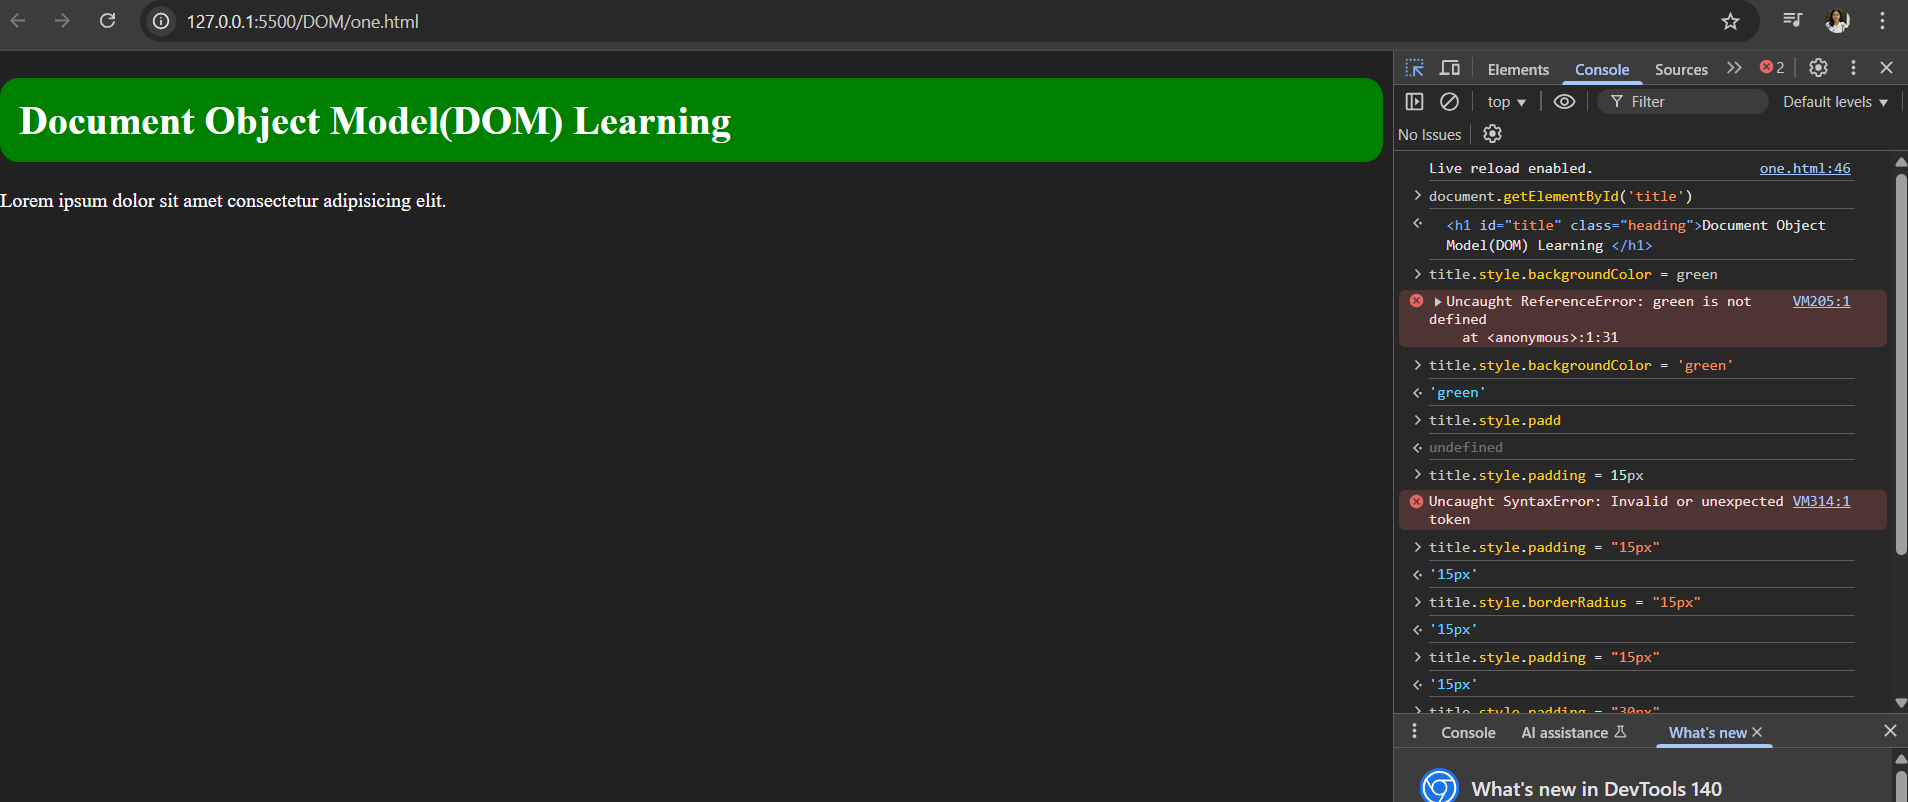 127.0.0.1:5500/DOM/one.html
Document Object Model(DOM) Learning
Lorem ipsum dolor sit amet consectetur adipisicing elit.
Elements Console Sources 2
top Filter Default levels
No Issues
Live reload enabled. one.html:46
document.getElementById('title')
<h1 id="title" class="heading">Document Object
Model(DOM) Learning </h1>
title.style.backgroundColor = green
Uncaught ReferenceError: green is not VM205:1
defined
at <anonymous>:1:31
title.style.backgroundColor = 'green'
'green'
title.style.padd
undefined
title.style.padding = 15px
Uncaught SyntaxError: Invalid or unexpected VM314:1
token
title.style.padding = "15px"
'15px'
title.style.borderRadius = "15px"
'15px'
title.style.padding = "15px"
'15px'
title.style.padding = "30px"
Console AI assistance What's new
What's new in DevTools 140